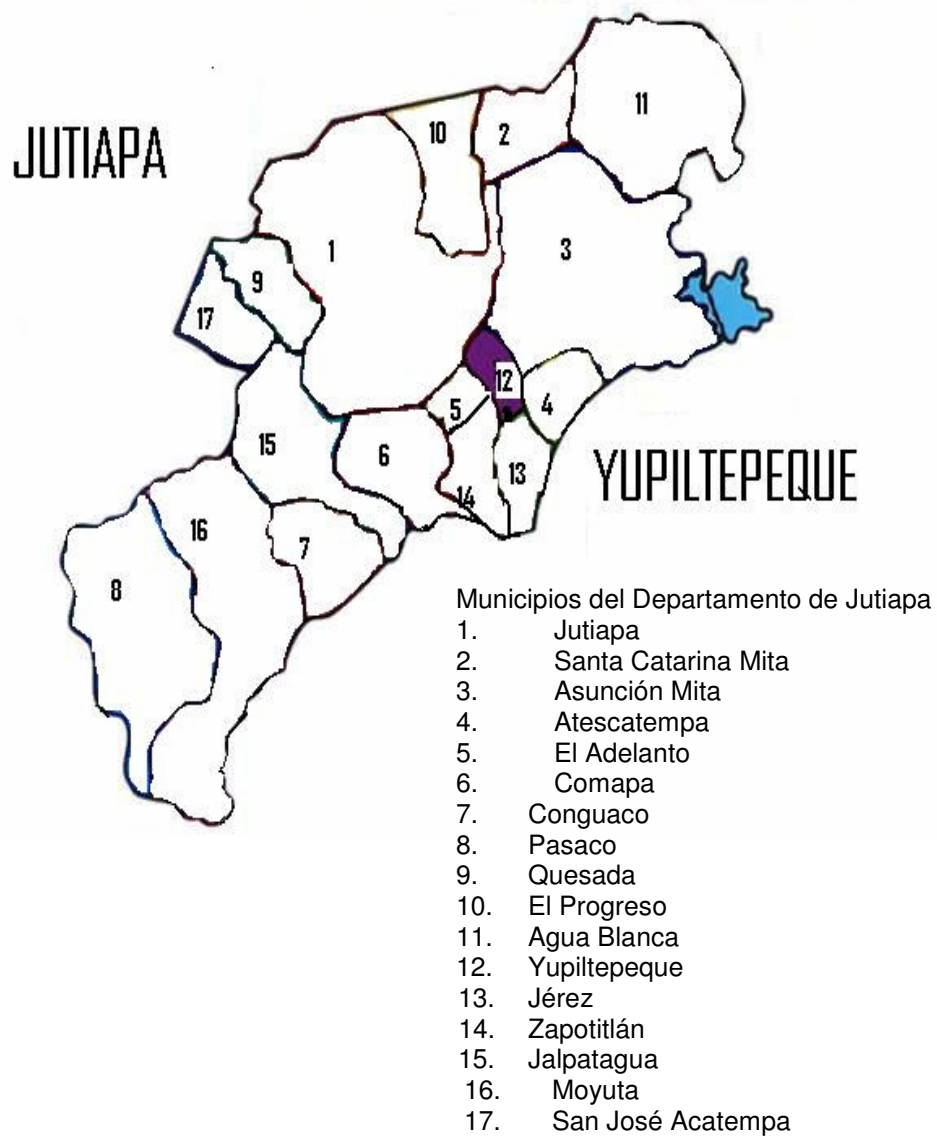 JUTIAPA
11
10
2
1
3
9
17
12
4
5
15
6
13
14
16
7
8
YUPILTEPEQUE
Municipios del Departamento de Jutiapa
1. Jutiapa
2. Santa Catarina Mita
3. Asunción Mita
4. Atescatempa
5. El Adelanto
6. Comapa
7. Conguaco
8. Pasaco
9. Quesada
10. El Progreso
11. Agua Blanca
12. Yupiltepeque
13. Jérez
14. Zapotitlán
15. Jalpatagua
16. Moyuta
17. San José Acatempa